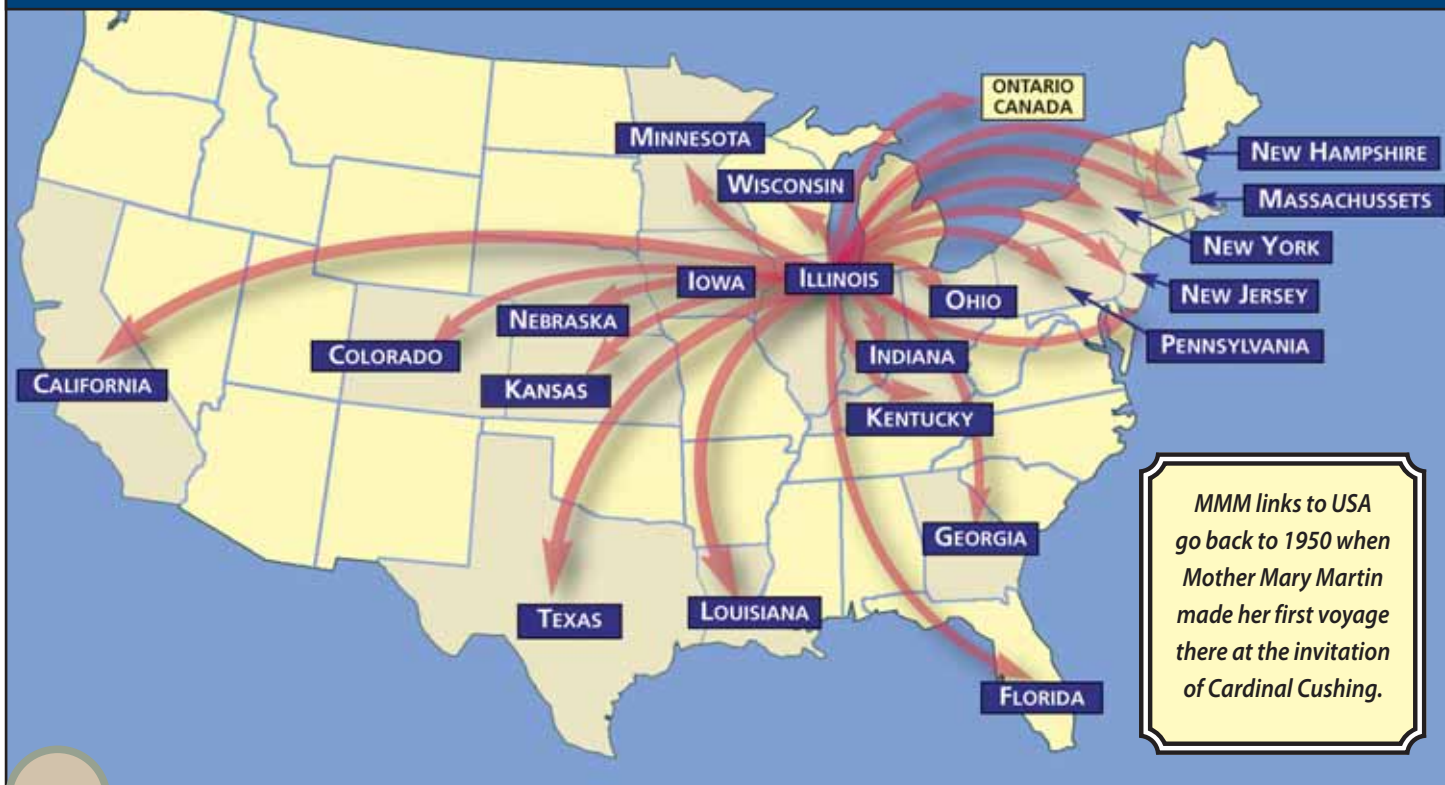 ONTARIO
CANADA
MINNESOTA
NEW HAMPSHIRE
WISCONSIN
MASSACHUSSETS
NEW YORK
IOWA
ILLINOIS
OHIO
NEW JERSEY
NEBRASKA
PENNSYLVANIA
COLORADO
INDIANA
CALIFORNIA
KANSAS
KENTUCKY
GEORGIA
TEXAS
LOUISIANA
FLORIDA
MMM links to USA
go back to 1950 when
Mother Mary Martin
made her first voyage
there at the invitation
of Cardinal Cushing.